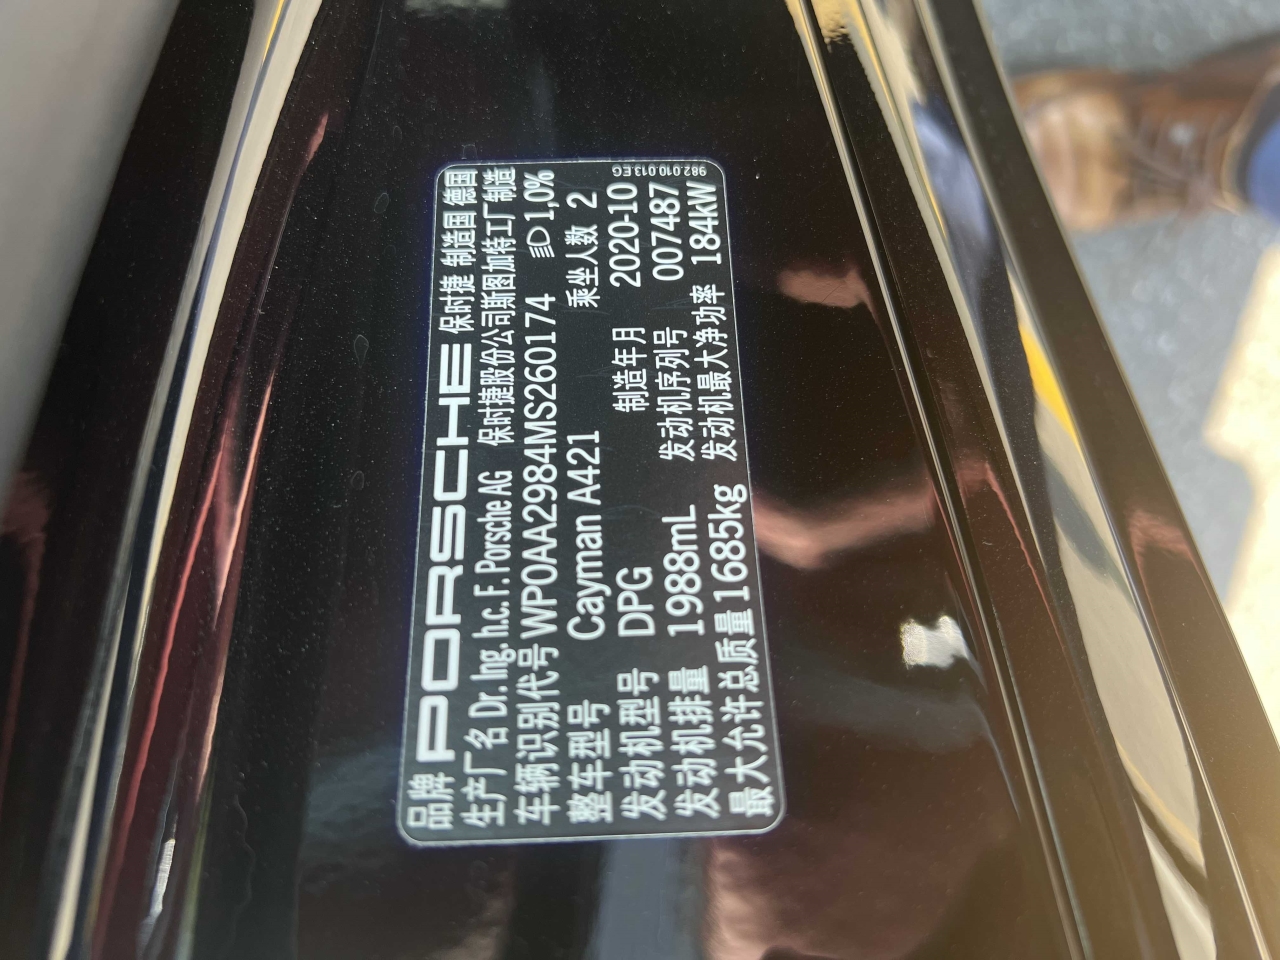 品牌 PORSCHE 保时捷 制造国 德国
生产厂名 Dr. Ing. h.c. F. Porsche AG 保时捷股份公司斯图加特工厂制造
车辆识别代号 WP0AA2984MS260174 1,0%
整车型号 Cayman A421 乘坐人数 2
发动机型号 DPG 制造年月 2020-10
发动机排量 1988mL 发动机序列号 007487
最大允许总质量 1685kg 发动机最大净功率 184kW
982.010.013.EG